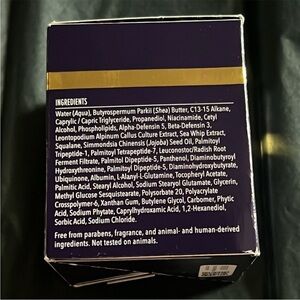 INGREDIENTS
Water (Aqua), Butyrospermum Parkii (Shea) Butter, C13-15 Alkane,
Caprylic / Capric Triglyceride, Propanediol, Niacinamide, Cetyl
Alcohol, Phospholipids, Alpha-Defensin 5, Beta-Defensin 3,
Leontopodium Alpinum Callus Culture Extract, Sea Whip Extract,
Squalane, Simmondsia Chinensis (Jojoba) Seed Oil, Palmitoyl
Tripeptide-1, Palmitoyl Tetrapeptide-7, Leuconostoc/Radish Root
Ferment Filtrate, Palmitoyl Dipeptide-5, Panthenol, Diaminobutyroyl
Hydroxythreonine, Palmitoyl Dipeptide-5, Diaminohydroxybutyrate,
Ubiquinone, Albumin, L-Alanyl-L-Glutamine, Tocopheryl Acetate,
Palmitic Acid, Stearyl Alcohol, Sodium Stearoyl Glutamate, Glycerin,
Methyl Glucose Sesquistearate, Polysorbate 20, Polyacrylate
Crosspolymer-6, Xanthan Gum, Butylene Glycol, Carbomer, Phytic
Acid, Sodium Phytate, Caprylhydroxamic Acid, 1,2-Hexanediol,
Sorbic Acid, Sodium Chloride.
Free from parabens, fragrance, and animal- and human-derived
ingredients. Not tested on animals.